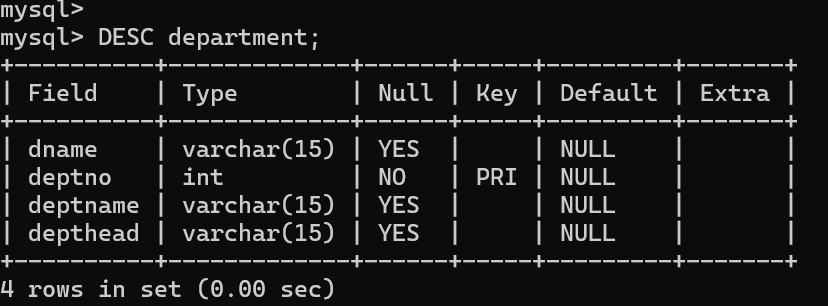 mysql>
mysql> DESC department;
+----------+-------------+------+-----+---------+-------+
| Field    | Type        | Null | Key | Default | Extra |
+----------+-------------+------+-----+---------+-------+
| dname    | varchar(15) | YES  |     | NULL    |       |
| deptno   | int         | NO   | PRI | NULL    |       |
| deptname | varchar(15) | YES  |     | NULL    |       |
| depthead | varchar(15) | YES  |     | NULL    |       |
+----------+-------------+------+-----+---------+-------+
4 rows in set (0.00 sec)